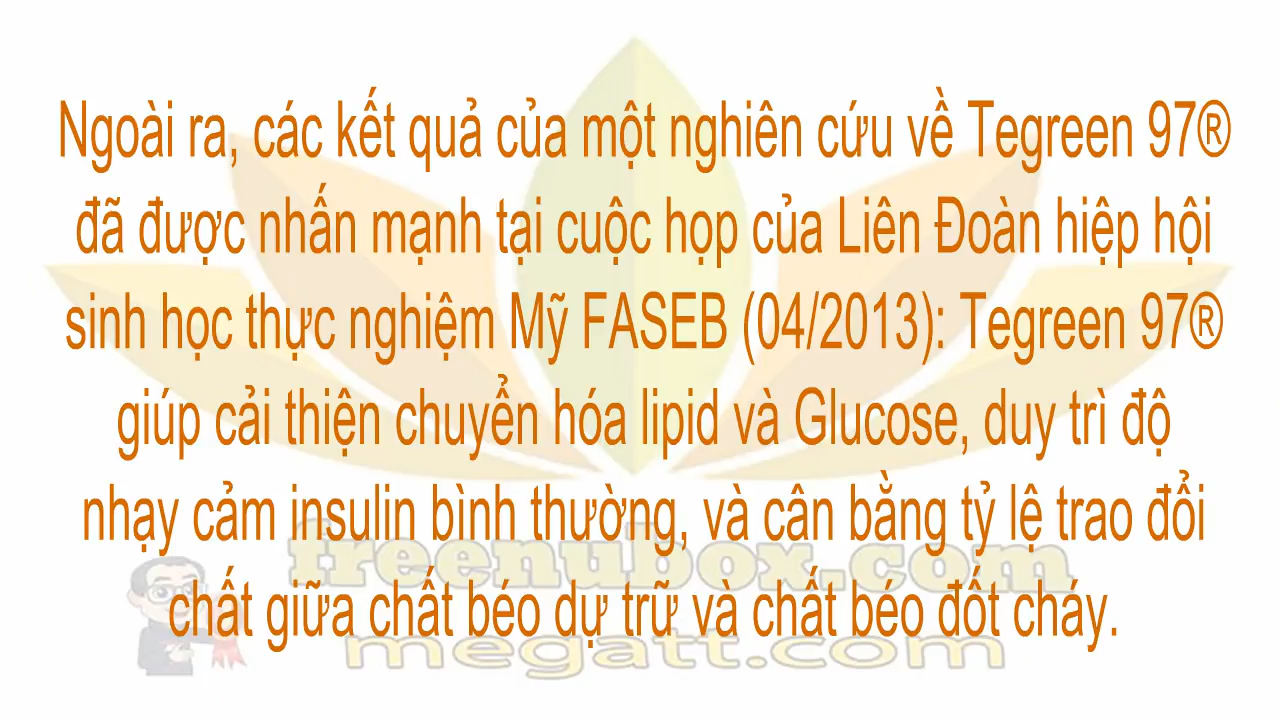 Ngoài ra, các kết quả của một nghiên cứu về Tegreen 97®
đã được nhấn mạnh tại cuộc họp của Liên Đoàn hiệp hội
sinh học thực nghiệm Mỹ FASEB (04/2013): Tegreen 97®
giúp cải thiện chuyển hóa lipid và Glucose, duy trì độ
nhạy cảm insulin bình thường, và cân bằng tỷ lệ trao đổi
freenubox.com
chất giữa chất béo dự trữ và chất béo đốt cháy.
megatt.com